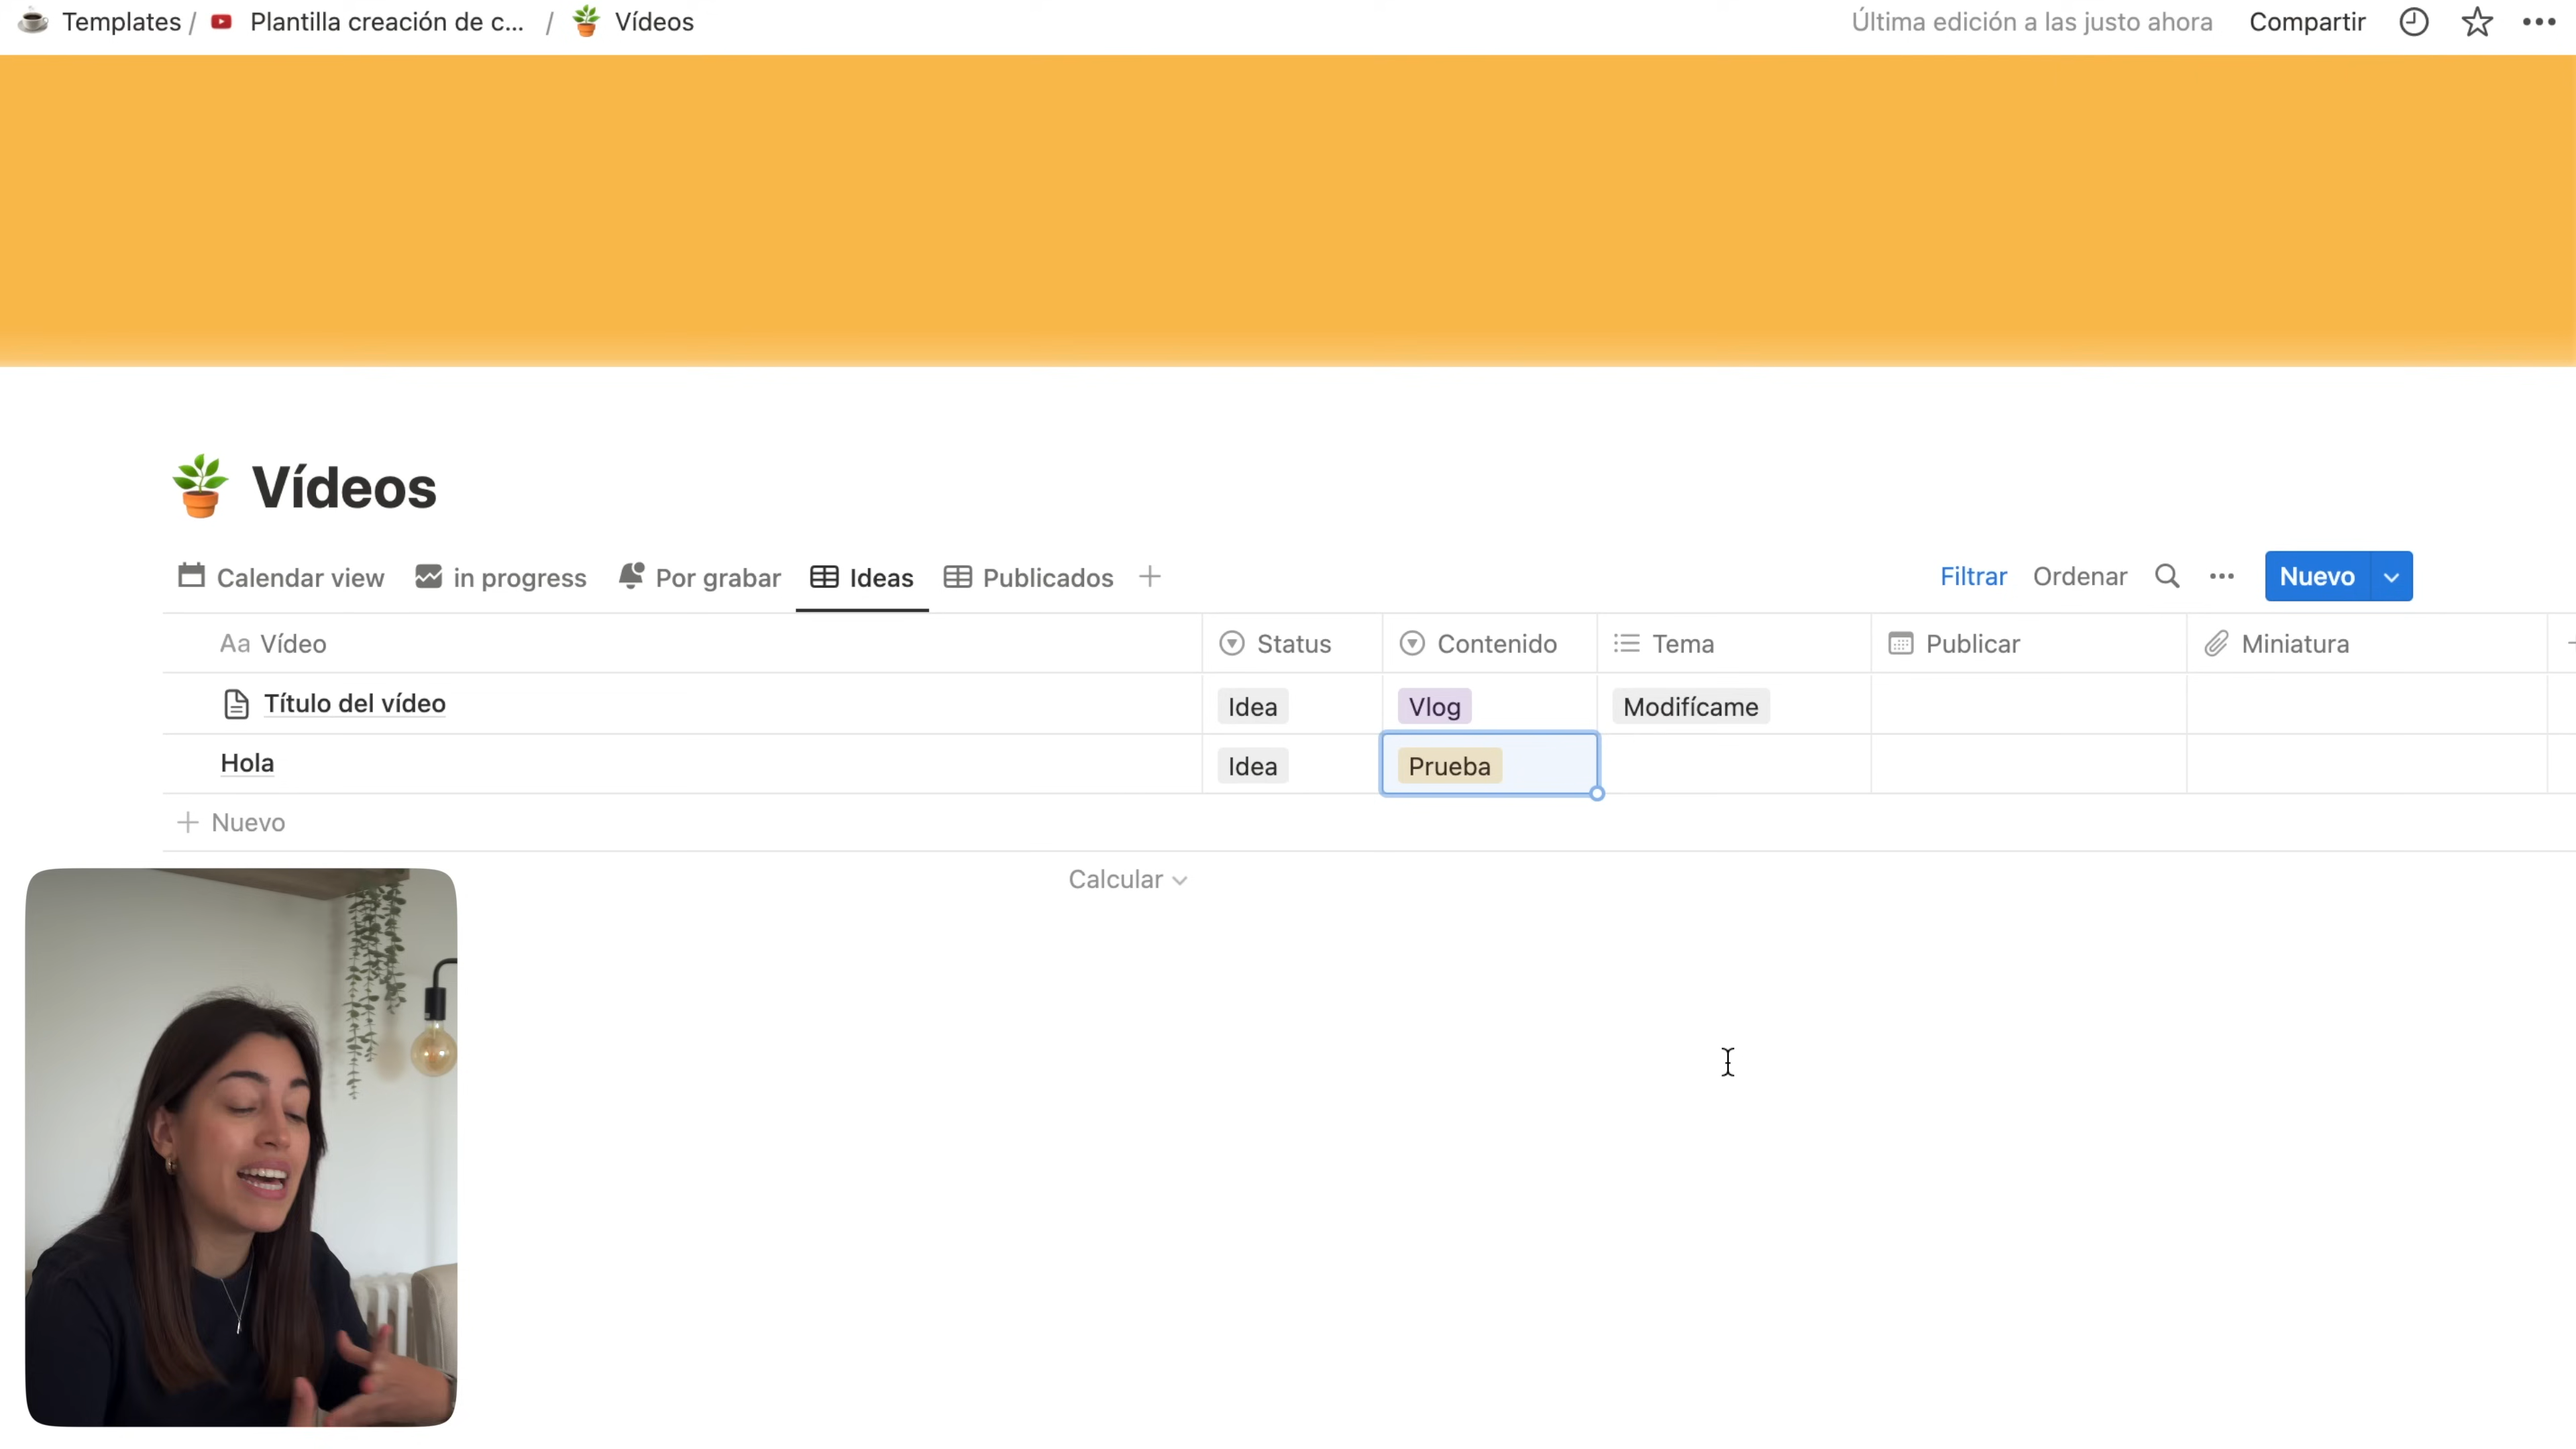 Templates / Plantilla creación de c... / Vídeos
Última edición a las justo ahora Compartir
Vídeos
Calendar view in progress Por grabar Ideas Publicados
Filtrar Ordenar Nuevo
Aa Vídeo Status Contenido Tema Publicar Miniatura
Título del vídeo Idea Vlog Modifícame
Hola Idea Prueba
+ Nuevo
Calcular